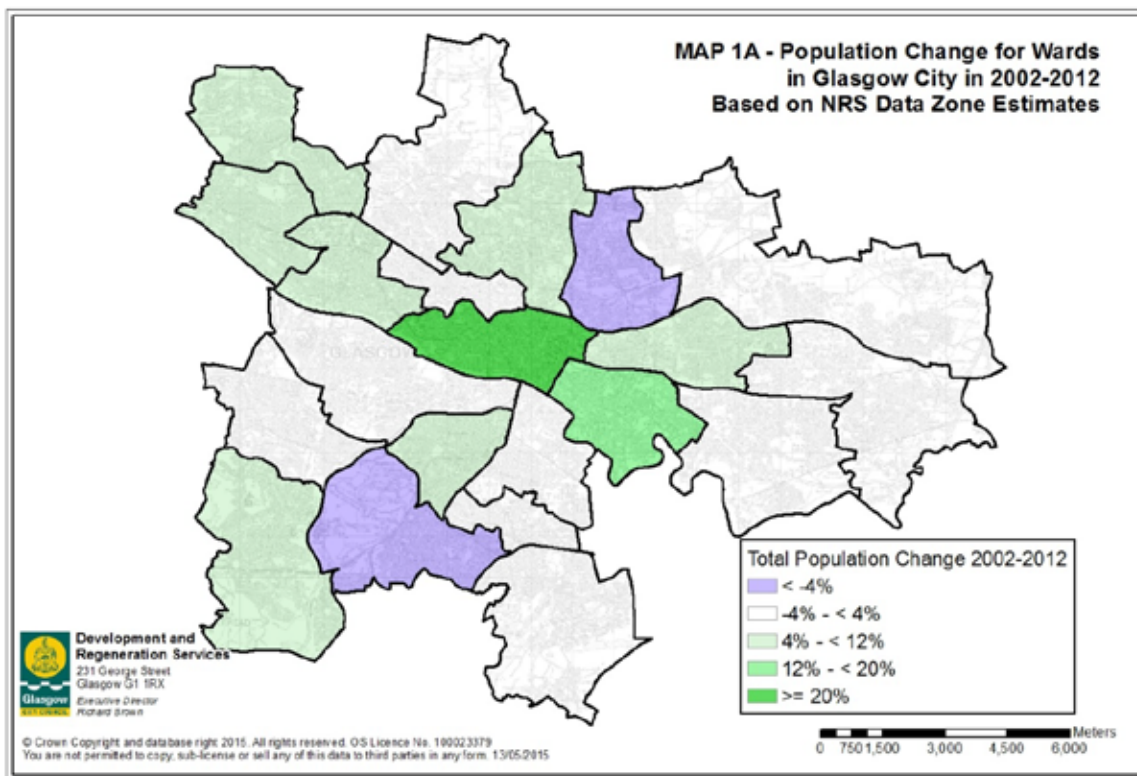 MAP 1A - Population Change for Wards
in Glasgow City in 2002-2012
Based on NRS Data Zone Estimates
Total Population Change 2002-2012
< -4%
-4% - < 4%
4% - < 12%
12% - < 20%
>= 20%
Development and
Regeneration Services
231 George Street
Glasgow G1 1RX
Executive Director
Richard Brown
Glasgow
CITY COUNCIL
Meters
0 750 1,500 3,000 4,500 6,000
© Crown Copyright and database right 2015. All rights reserved. OS Licence No. 100023379
You are not permitted to copy, sub-license or sell any of this data to third parties in any form. 13/05/2015